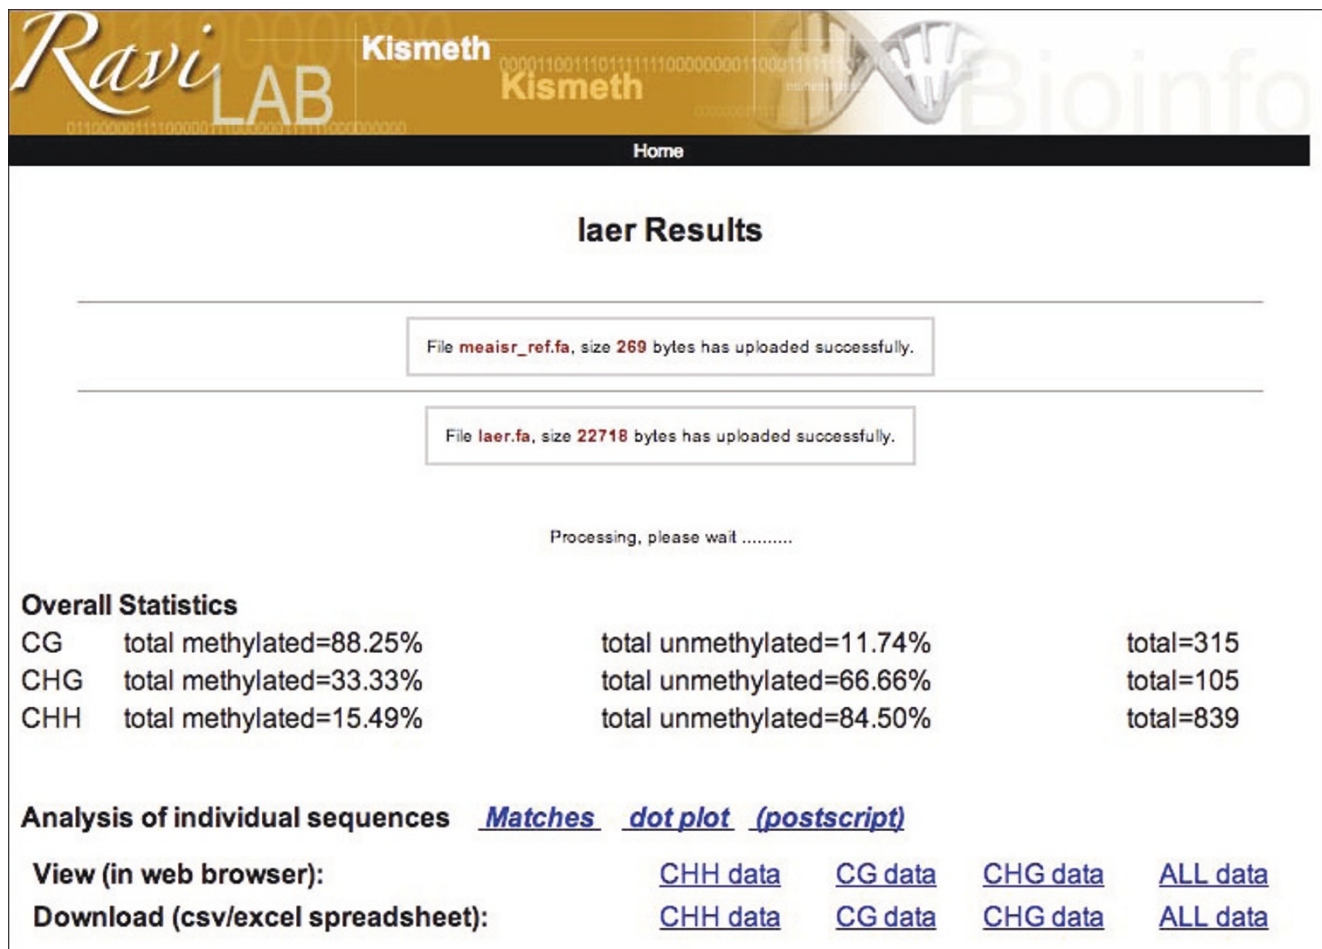 Ravi
LAB
Kismeth
Kismeth
Bioinfo
Home
laer Results
File meaisr_ref.fa, size 269 bytes has uploaded successfully.
File laer.fa, size 22718 bytes has uploaded successfully.
Processing, please wait ..........
Overall Statistics
CG total methylated=88.25% total unmethylated=11.74% total=315
CHG total methylated=33.33% total unmethylated=66.66% total=105
CHH total methylated=15.49% total unmethylated=84.50% total=839
Analysis of individual sequences Matches dot plot (postscript)
View (in web browser): CHH data CG data CHG data ALL data
Download (csv/excel spreadsheet): CHH data CG data CHG data ALL data